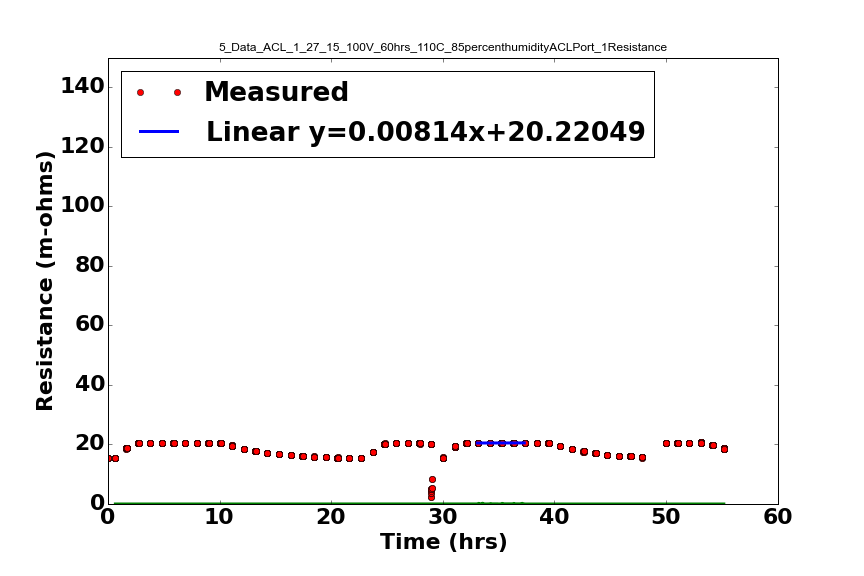 5_Data_ACL_1_27_15_100V_60hrs_110C_85percenthumidityACLPort_1Resistance
Measured
Linear y=0.00814x+20.22049
140
120
100
80
60
40
20
0
Resistance (m-ohms)
0 10 20 30 40 50 60
Time (hrs)